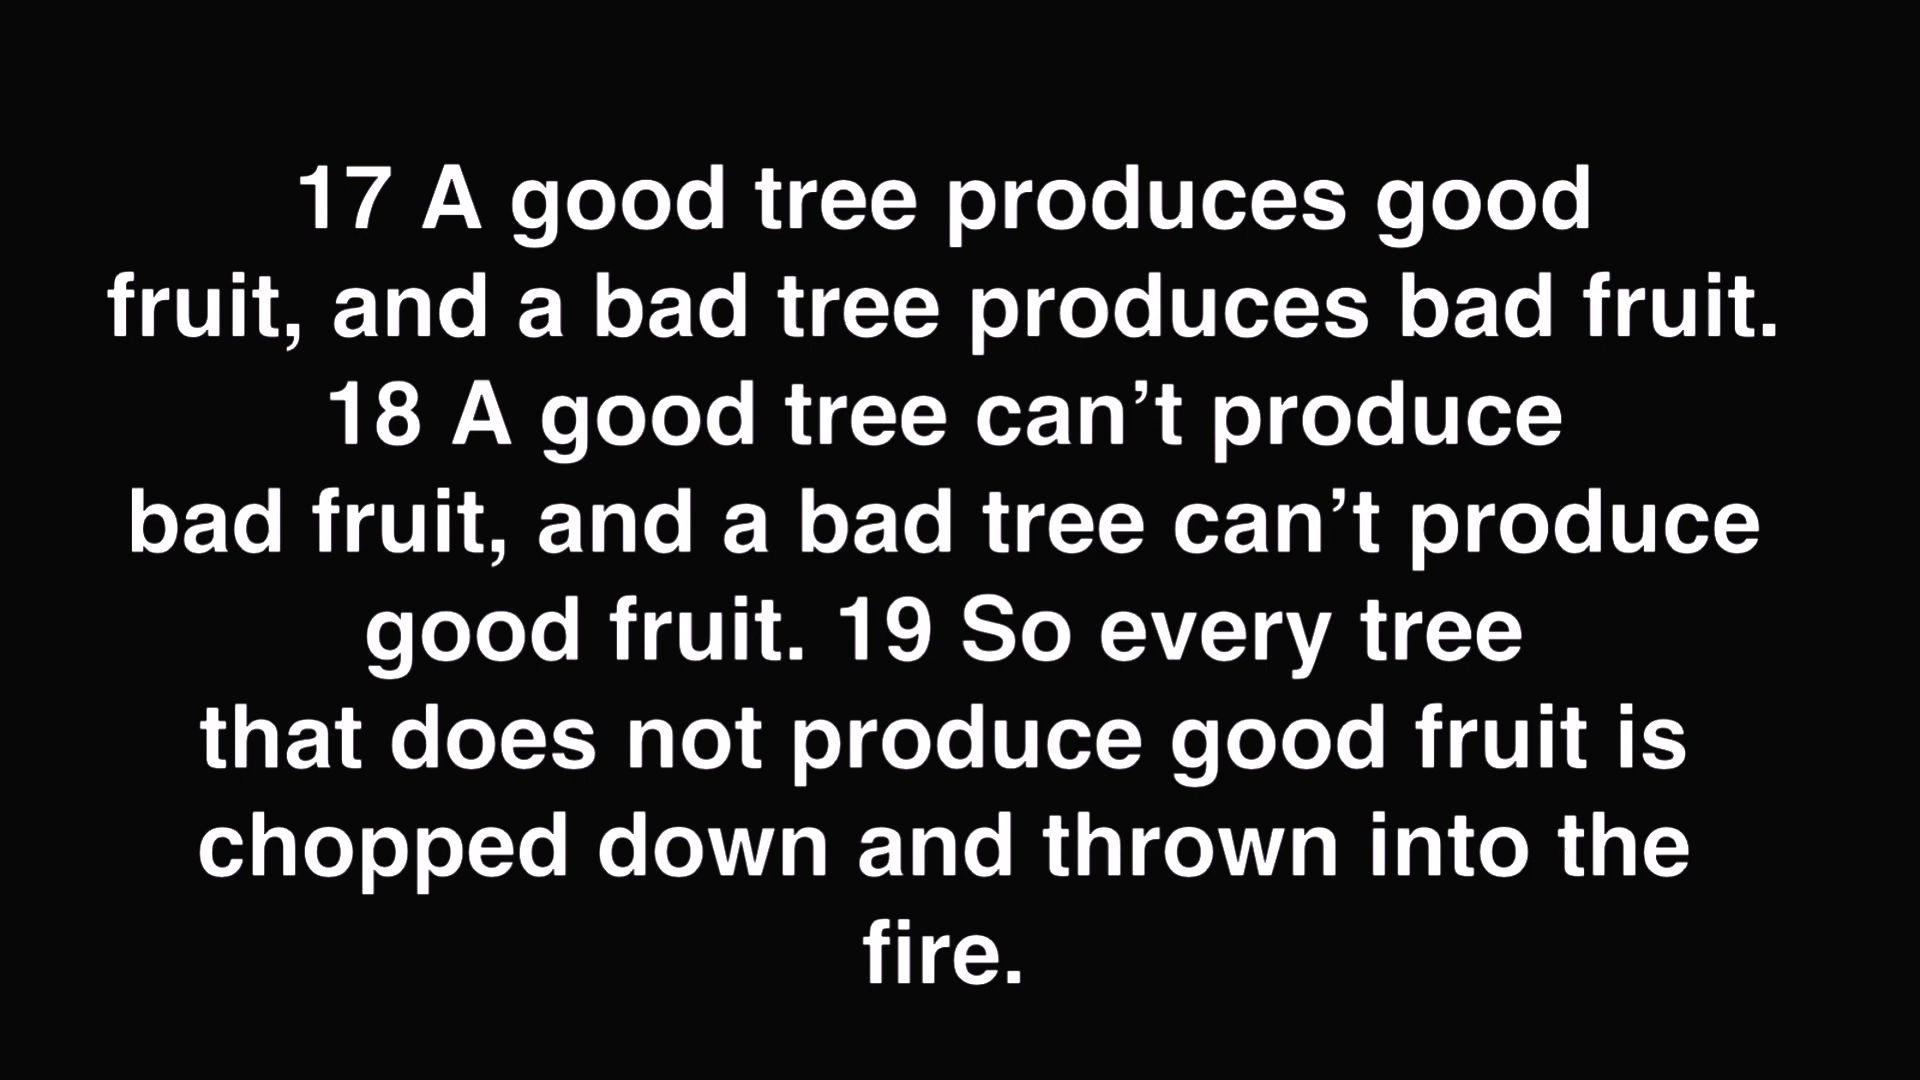 17 A good tree produces good
fruit, and a bad tree produces bad fruit.
18 A good tree can’t produce
bad fruit, and a bad tree can’t produce
good fruit. 19 So every tree
that does not produce good fruit is
chopped down and thrown into the
fire.